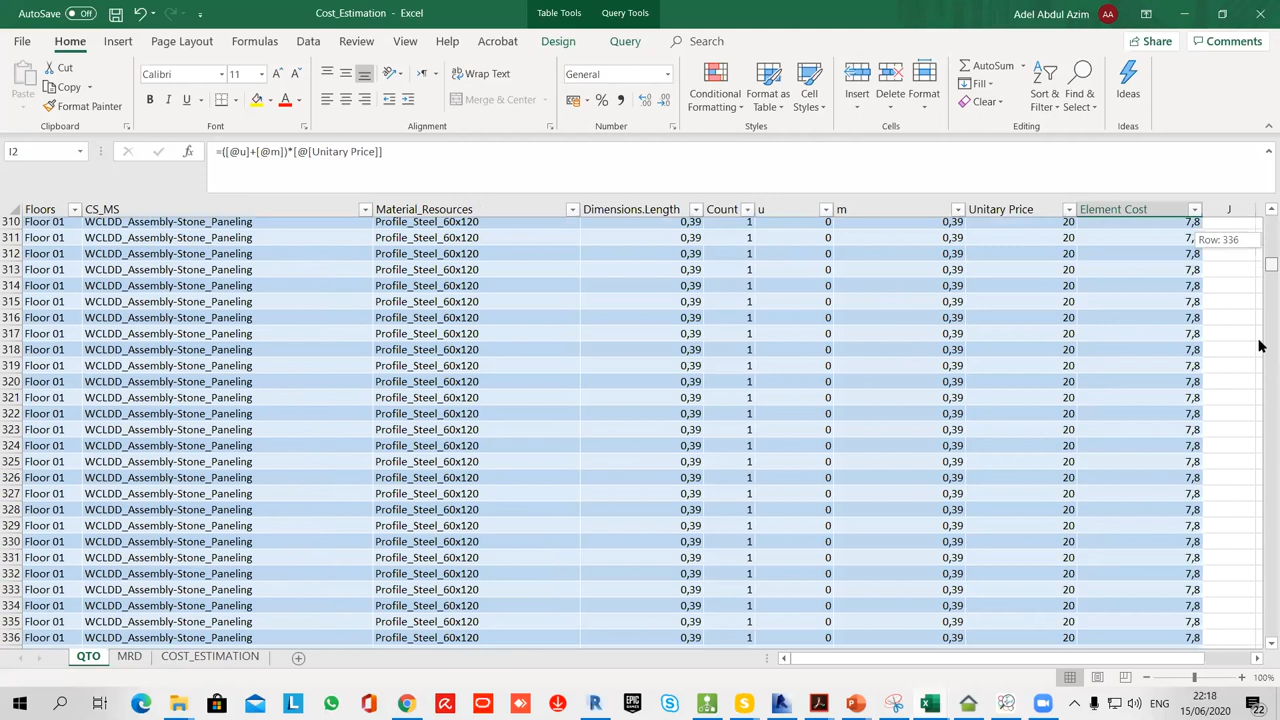 AutoSave Off Cost_Estimation - Excel Table Tools Query Tools Adel Abdul Azim AA
File Home Insert Page Layout Formulas Data Review View Help Acrobat Design Query Search Share Comments
Paste Cut Copy Format Painter Calibri 11 Wrap Text Merge & Center General Conditional Formatting Format as Table Cell Styles Insert Delete Format AutoSum Fill Clear Sort & Filter Find & Select Ideas
Clipboard Font Alignment Number Styles Cells Editing Ideas
I2 fx =([@u]+[@m])*[@[Unitary Price]]
Floors CS_MS Material_Resources Dimensions.Length Count u m Unitary Price Element Cost J
310 Floor 01 WCLDD_Assembly-Stone_Paneling Profile_Steel_60x120 0,39 1 0 0,39 20 7,8
311 Floor 01 WCLDD_Assembly-Stone_Paneling Profile_Steel_60x120 0,39 1 0 0,39 20 7, Row: 336
312 Floor 01 WCLDD_Assembly-Stone_Paneling Profile_Steel_60x120 0,39 1 0 0,39 20 7,8
313 Floor 01 WCLDD_Assembly-Stone_Paneling Profile_Steel_60x120 0,39 1 0 0,39 20 7,8
314 Floor 01 WCLDD_Assembly-Stone_Paneling Profile_Steel_60x120 0,39 1 0 0,39 20 7,8
315 Floor 01 WCLDD_Assembly-Stone_Paneling Profile_Steel_60x120 0,39 1 0 0,39 20 7,8
316 Floor 01 WCLDD_Assembly-Stone_Paneling Profile_Steel_60x120 0,39 1 0 0,39 20 7,8
317 Floor 01 WCLDD_Assembly-Stone_Paneling Profile_Steel_60x120 0,39 1 0 0,39 20 7,8
318 Floor 01 WCLDD_Assembly-Stone_Paneling Profile_Steel_60x120 0,39 1 0 0,39 20 7,8
319 Floor 01 WCLDD_Assembly-Stone_Paneling Profile_Steel_60x120 0,39 1 0 0,39 20 7,8
320 Floor 01 WCLDD_Assembly-Stone_Paneling Profile_Steel_60x120 0,39 1 0 0,39 20 7,8
321 Floor 01 WCLDD_Assembly-Stone_Paneling Profile_Steel_60x120 0,39 1 0 0,39 20 7,8
322 Floor 01 WCLDD_Assembly-Stone_Paneling Profile_Steel_60x120 0,39 1 0 0,39 20 7,8
323 Floor 01 WCLDD_Assembly-Stone_Paneling Profile_Steel_60x120 0,39 1 0 0,39 20 7,8
324 Floor 01 WCLDD_Assembly-Stone_Paneling Profile_Steel_60x120 0,39 1 0 0,39 20 7,8
325 Floor 01 WCLDD_Assembly-Stone_Paneling Profile_Steel_60x120 0,39 1 0 0,39 20 7,8
326 Floor 01 WCLDD_Assembly-Stone_Paneling Profile_Steel_60x120 0,39 1 0 0,39 20 7,8
327 Floor 01 WCLDD_Assembly-Stone_Paneling Profile_Steel_60x120 0,39 1 0 0,39 20 7,8
328 Floor 01 WCLDD_Assembly-Stone_Paneling Profile_Steel_60x120 0,39 1 0 0,39 20 7,8
329 Floor 01 WCLDD_Assembly-Stone_Paneling Profile_Steel_60x120 0,39 1 0 0,39 20 7,8
330 Floor 01 WCLDD_Assembly-Stone_Paneling Profile_Steel_60x120 0,39 1 0 0,39 20 7,8
331 Floor 01 WCLDD_Assembly-Stone_Paneling Profile_Steel_60x120 0,39 1 0 0,39 20 7,8
332 Floor 01 WCLDD_Assembly-Stone_Paneling Profile_Steel_60x120 0,39 1 0 0,39 20 7,8
333 Floor 01 WCLDD_Assembly-Stone_Paneling Profile_Steel_60x120 0,39 1 0 0,39 20 7,8
334 Floor 01 WCLDD_Assembly-Stone_Paneling Profile_Steel_60x120 0,39 1 0 0,39 20 7,8
335 Floor 01 WCLDD_Assembly-Stone_Paneling Profile_Steel_60x120 0,39 1 0 0,39 20 7,8
336 Floor 01 WCLDD_Assembly-Stone_Paneling Profile_Steel_60x120 0,39 1 0 0,39 20 7,8
QTO MRD COST_ESTIMATION
100%
22:18
15/06/2020
22